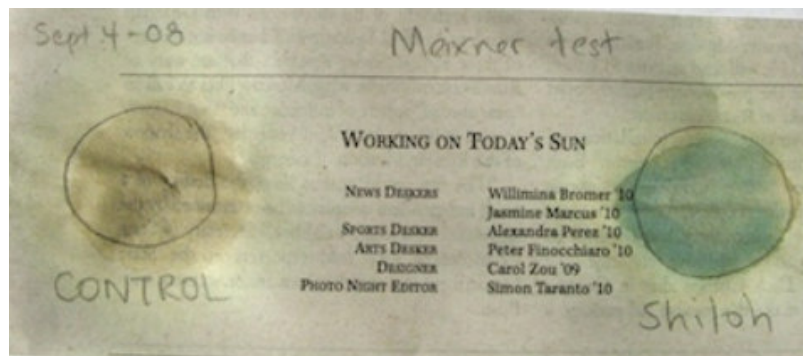 Sept 4-08
Meixner test
WORKING ON TODAY'S SUN
NEWS DESKERS Willimina Bromer '10
Jasmine Marcus '10
SPORTS DESKER Alexandra Perez '10
ARTS DESKER Peter Finocchiaro '10
DESIGNER Carol Zou '09
PHOTO NIGHT EDITOR Simon Taranto '10
CONTROL
Shiloh